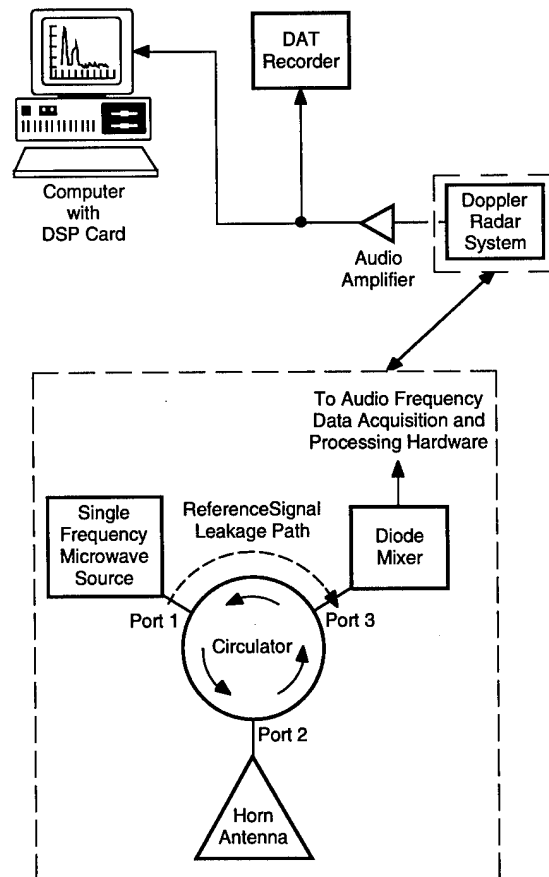 DAT
Recorder
Computer
with
DSP Card
Audio
Amplifier
Doppler
Radar
System
To Audio Frequency
Data Acquisition and
Processing Hardware
Single
Frequency
Microwave
Source
ReferenceSignal
Leakage Path
Diode
Mixer
Port 1
Port 3
Circulator
Port 2
Horn
Antenna